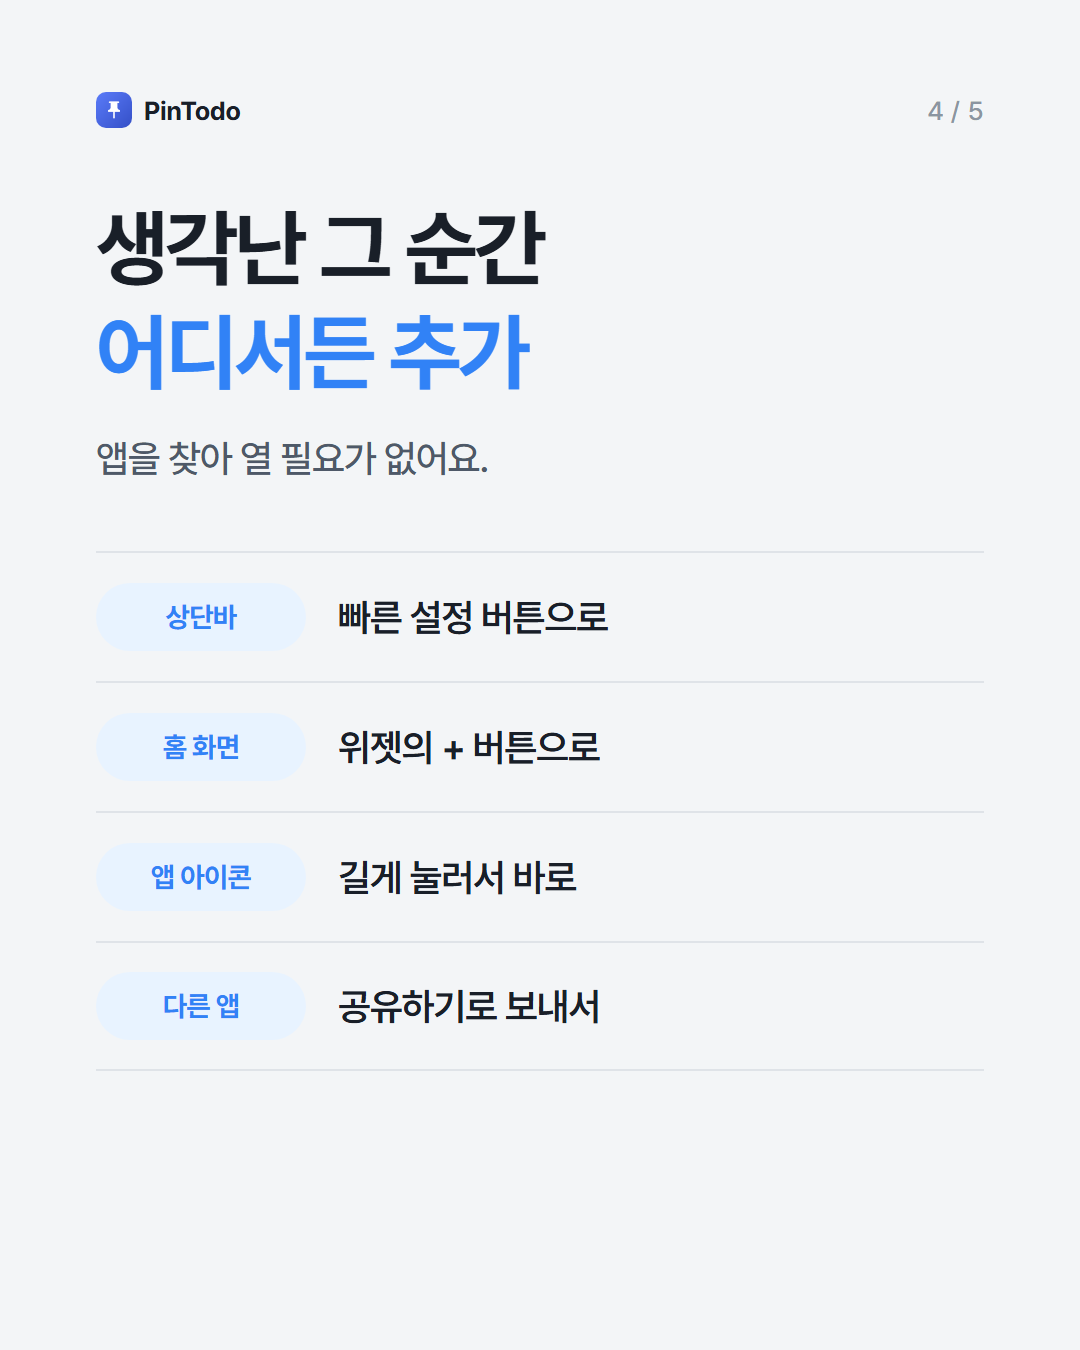 PinTodo
4 / 5
생각난 그 순간
어디서든 추가
앱을 찾아 열 필요가 없어요.
상단바
빠른 설정 버튼으로
홈 화면
위젯의 + 버튼으로
앱 아이콘
길게 눌러서 바로
다른 앱
공유하기로 보내서